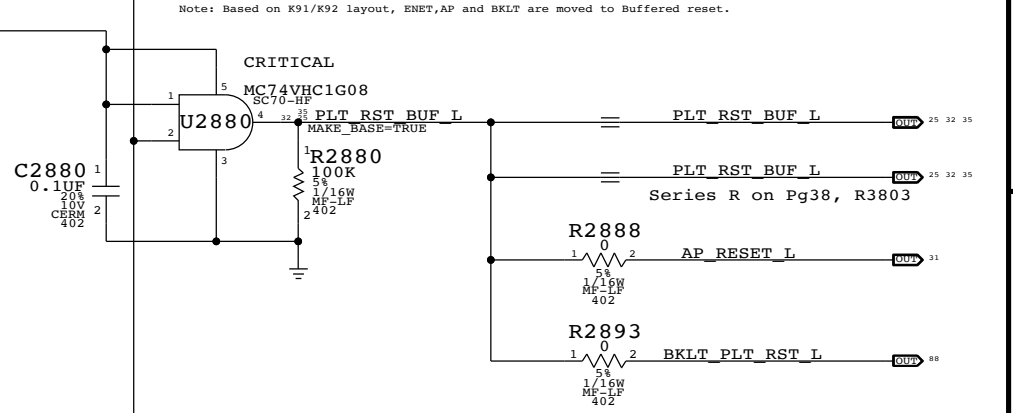 Note: Based on K91/K92 layout, ENET,AP and BKLT are moved to Buffered reset.
CRITICAL
MC74VHC1G08
SC70-HF
5
1
U2880
2
3
4
32 35
PLT_RST_BUF_L
MAKE_BASE=TRUE
PLT_RST_BUF_L
OUT 25 32 35
C2880 1
0.1UF
20%
10V
CERM 2
402
1 R2880
100K
5%
1/16W
MF-LF
2 402
PLT_RST_BUF_L
OUT 25 32 35
Series R on Pg38, R3803
R2888
0
1 2
AP_RESET_L
OUT 31
5%
1/16W
MF-LF
402
R2893
0
1 2
BKLT_PLT_RST_L
OUT 88
5%
1/16W
MF-LF
402